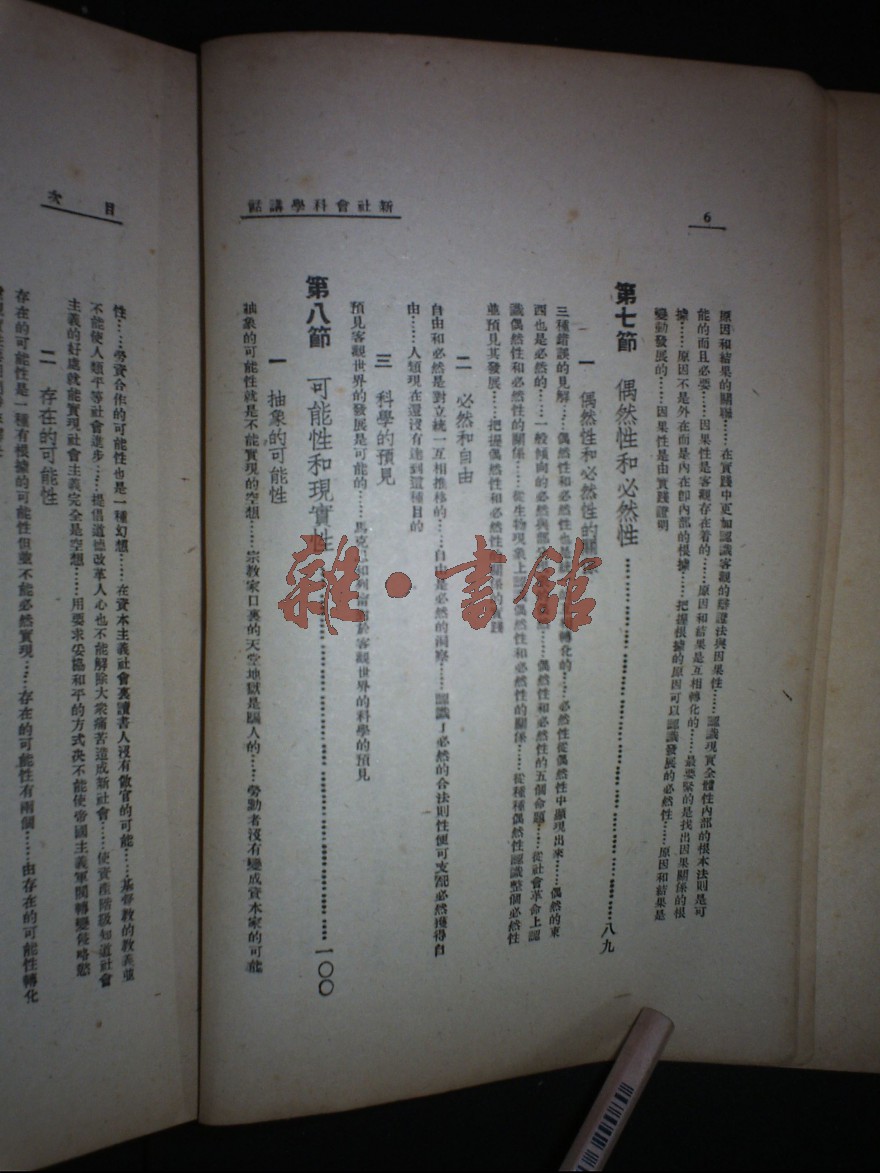 6
新社會科學講話
原因和結果的關聯……在實踐中更加認識客觀的辯證法與因果性……認識現實全體性內部的根本法則是可
能的而且必要……因果性是客觀存在着的……原因和結果是互相轉化的……最要緊的是找出因果關係的根
據……原因不是外在而是內在卽內部的根據……把握根據的原因可以認識發展的必然性……原因和結果是
變動發展的……因果性是由實踐證明
第七節 偶然性和必然性……八九
一 偶然性和必然性的關係
三種錯誤的見解……偶然性和必然性也是 轉化的……必然性從偶然性中顯現出來……偶然的東
西也是必然的……一般傾向的必然與部分 ……偶然性和必然性的五個命題……從社會革命上認
識偶然性和必然性的關係……從生物現象上認識偶然性和必然性的關係……從種種偶然性認識整個必然性
並預見其發展……把握偶然性和必然性 關係的實踐
二 必然和自由
自由和必然是對立統一互相推移的……自由是必然的洞察……認識了必然的合法則性便可支配必然獲得自
由……人類現在還沒有達到這種目的
三 科學的預見
預見客觀世界的發展是可能的……馬克思和列甯對於客觀世界的科學的預見
第八節 可能性和現實性……一〇〇
一 抽象的可能性
抽象的可能性就是不能實現的空想……宗教家口裏的天堂地獄是騙人的……勞動者沒有變成資本家的可能
目次
性……勞資合作的可能性也是一種幻想……在資本主義社會裏讀書人沒有做官的可能……基督教的教義並
不能使人類平等社會進步……提倡道德改革人心也不能解除大衆痛苦造成新社會……使資產階級知道社會
主義的好處就能實現社會主義完全是空想……用要求妥協和平的方式決不能使帝國主義軍閥轉變侵略慾
二 存在的可能性
存在的可能性是一種有根據的可能性但並不能必然實現……存在的可能性有兩個……由存在的可能性轉化
雜·書館